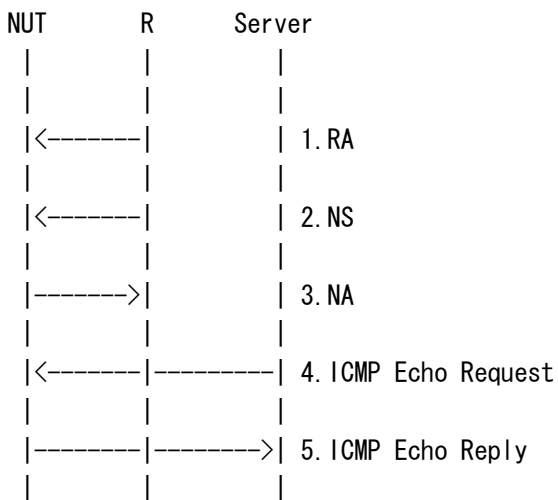 NUT R Server
1.RA
2.NS
3.NA
4.ICMP Echo Request
5.ICMP Echo Reply